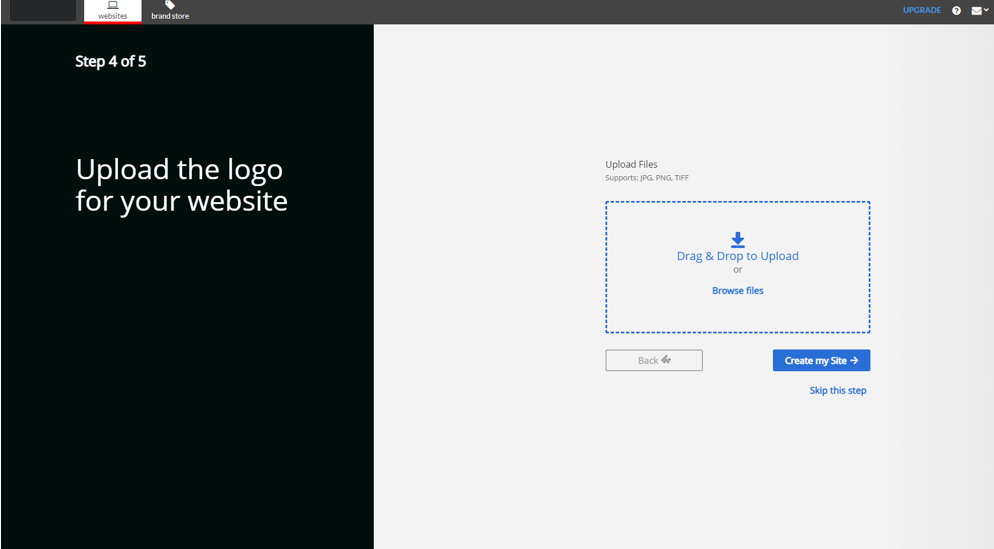 websites
brand store
UPGRADE
Step 4 of 5
Upload the logo
for your website
Upload Files
Supports: JPG, PNG, TIFF
Drag & Drop to Upload
or
Browse files
Back
Create my Site
Skip this step